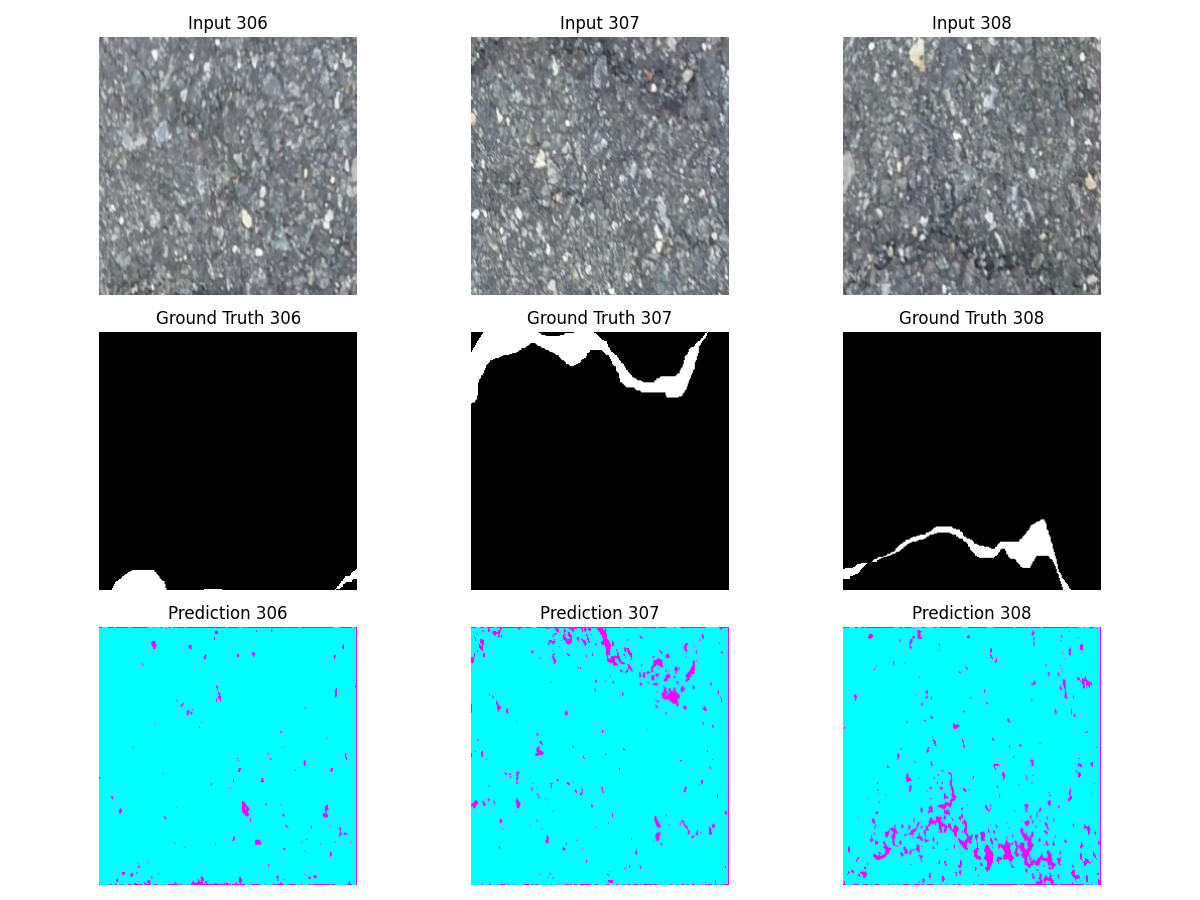 Input 306
Input 307
Input 308
Ground Truth 306
Ground Truth 307
Ground Truth 308
Prediction 306
Prediction 307
Prediction 308